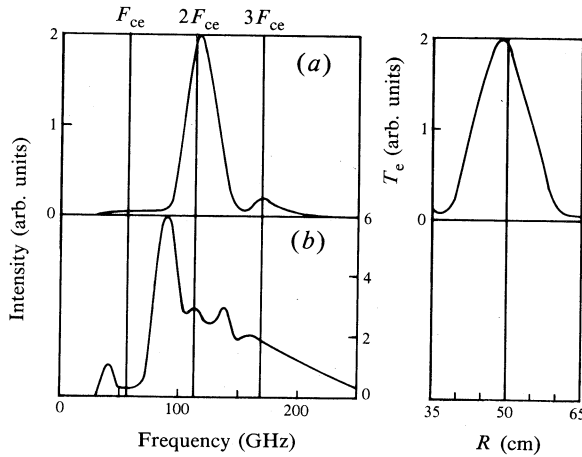 F_ce 2F_ce 3F_ce
2
1
0
(a)
Intensity (arb. units)
6
4
2
0
(b)
0 100 200
Frequency (GHz)
2
1
0
T_e (arb. units)
35 50 65
R (cm)